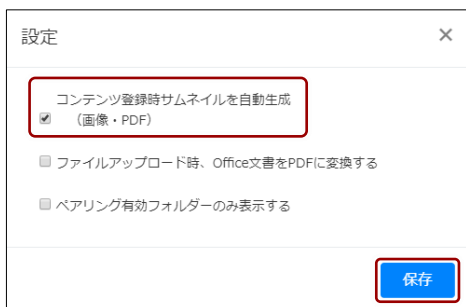 設定
コンテンツ登録時サムネイルを自動生成
（画像・PDF）
ファイルアップロード時、Office文書をPDFに変換する
ペアリング有効フォルダーのみ表示する
保存